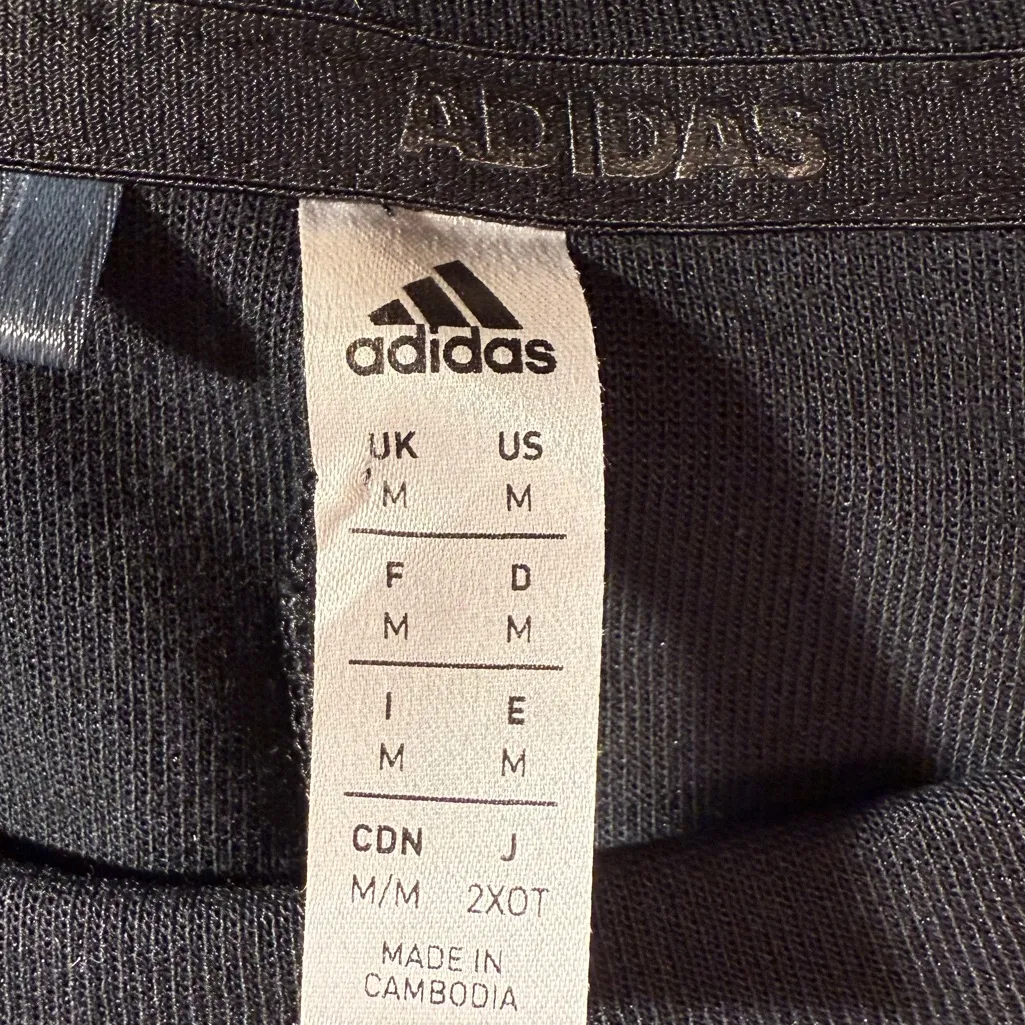 ADIDAS
adidas
UK US
M M
F D
M M
I E
M M
CDN J
M/M 2XOT
MADE IN
CAMBODIA